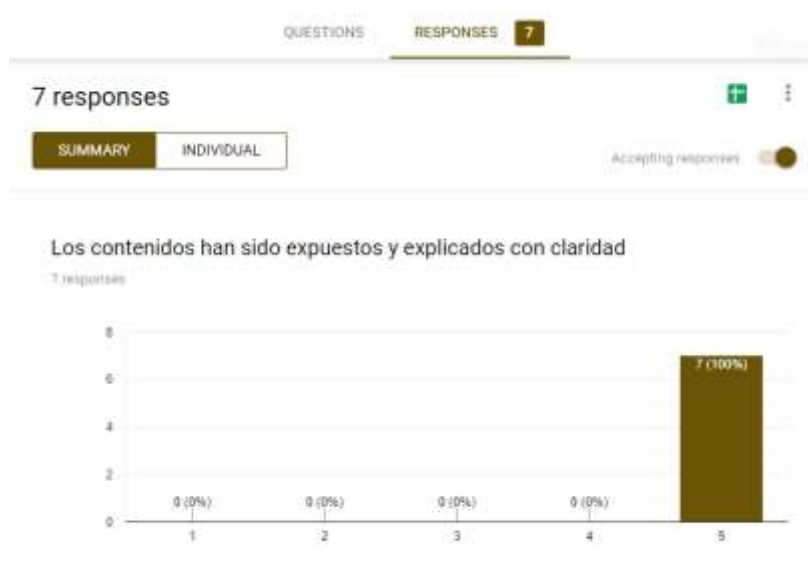 QUESTIONS RESPONSES 7
7 responses
SUMMARY INDIVIDUAL
Accepting responses
Los contenidos han sido expuestos y explicados con claridad
7 responses
8
7 (100%)
6
4
2
0 (0%) 0 (0%) 0 (0%) 0 (0%)
0
1 2 3 4 5